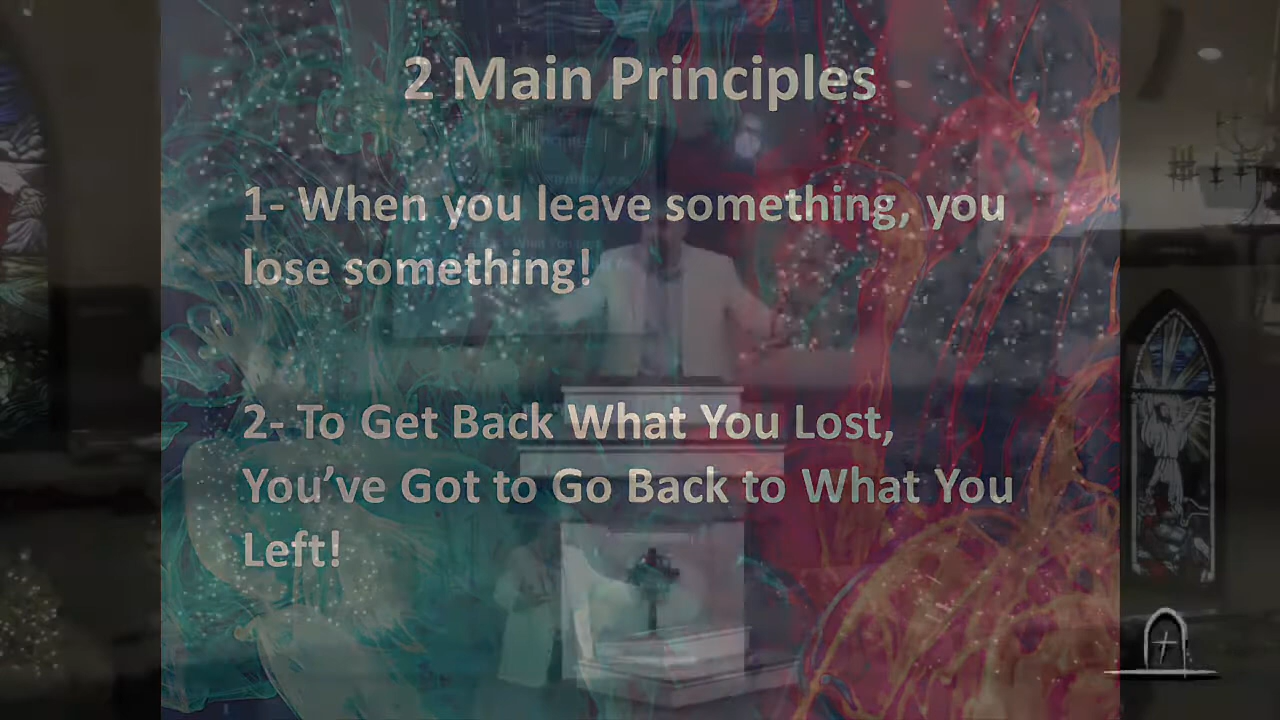 2 Main Principles
1- When you leave something, you
lose something!
2- To Get Back What You Lost,
You've Got to Go Back to What You
Left!